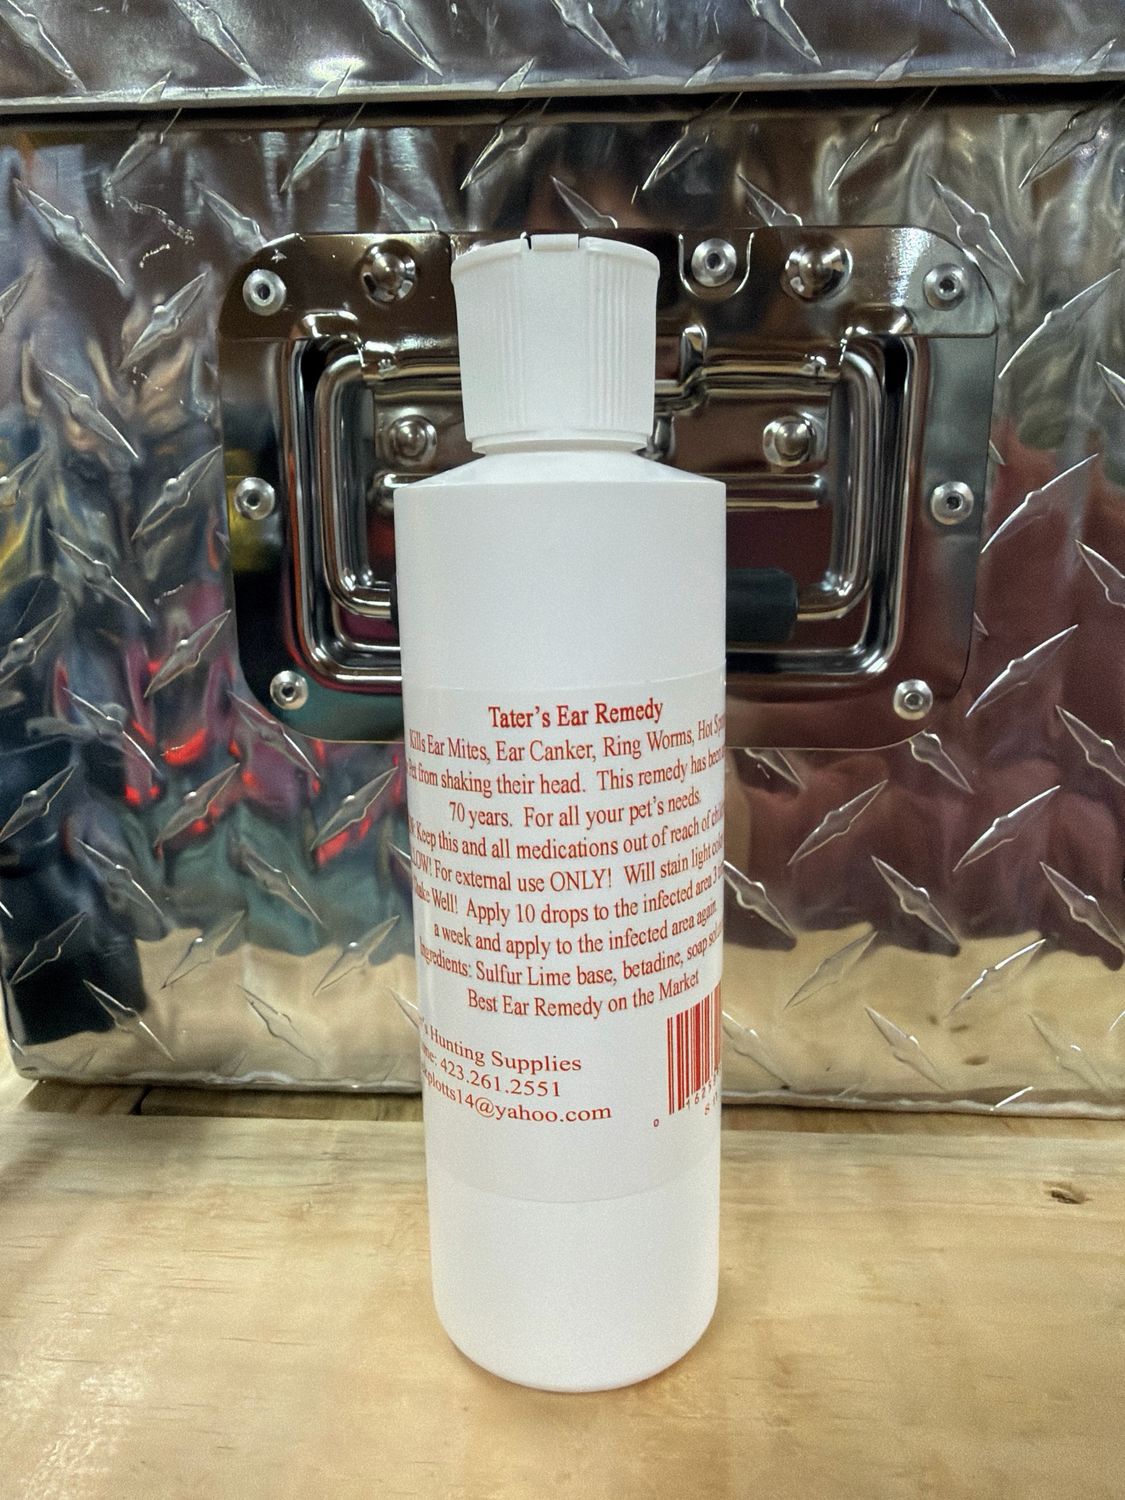 Tater's Ear Remedy
Kills Ear Mites, Ear Canker, Ring Worms, Hot
from shaking their head. This remedy has been
70 years. For all your pet's needs.
Keep this and all medications out of reach of
For external use ONLY! Will stain light
Well! Apply 10 drops to the infected area 3
a week and apply to the infected area again.
Ingredients: Sulfur Lime base, betadine, soap
Best Ear Remedy on the Market
Hunting Supplies
423.261.2551
plotts14@yahoo.com
0